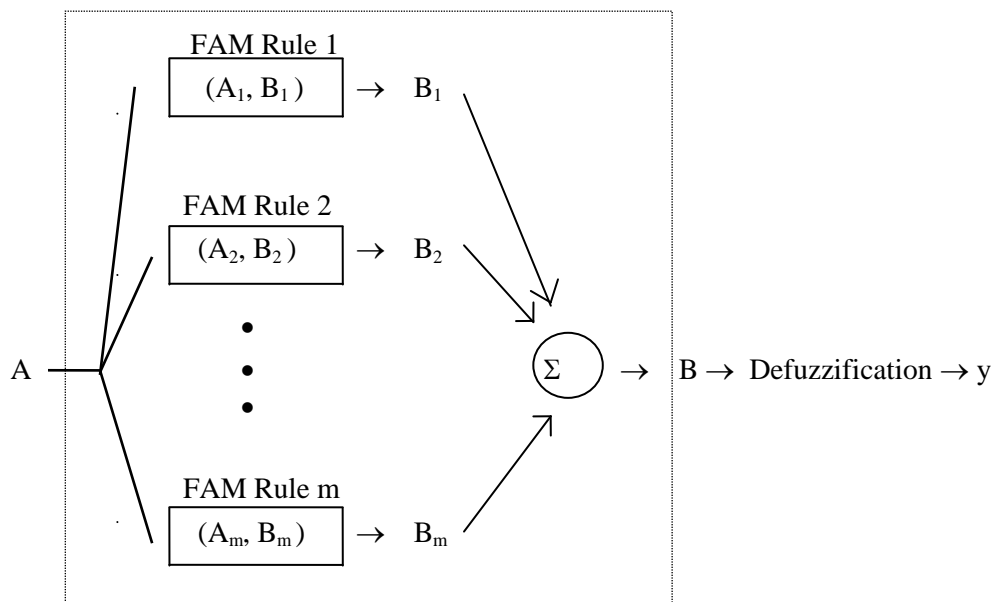 FAM Rule 1
(A₁, B₁ ) → B₁
FAM Rule 2
(A₂, B₂ ) → B₂
•
A • Σ → B → Defuzzification → y
•
FAM Rule m
(Aₘ, Bₘ ) → Bₘ